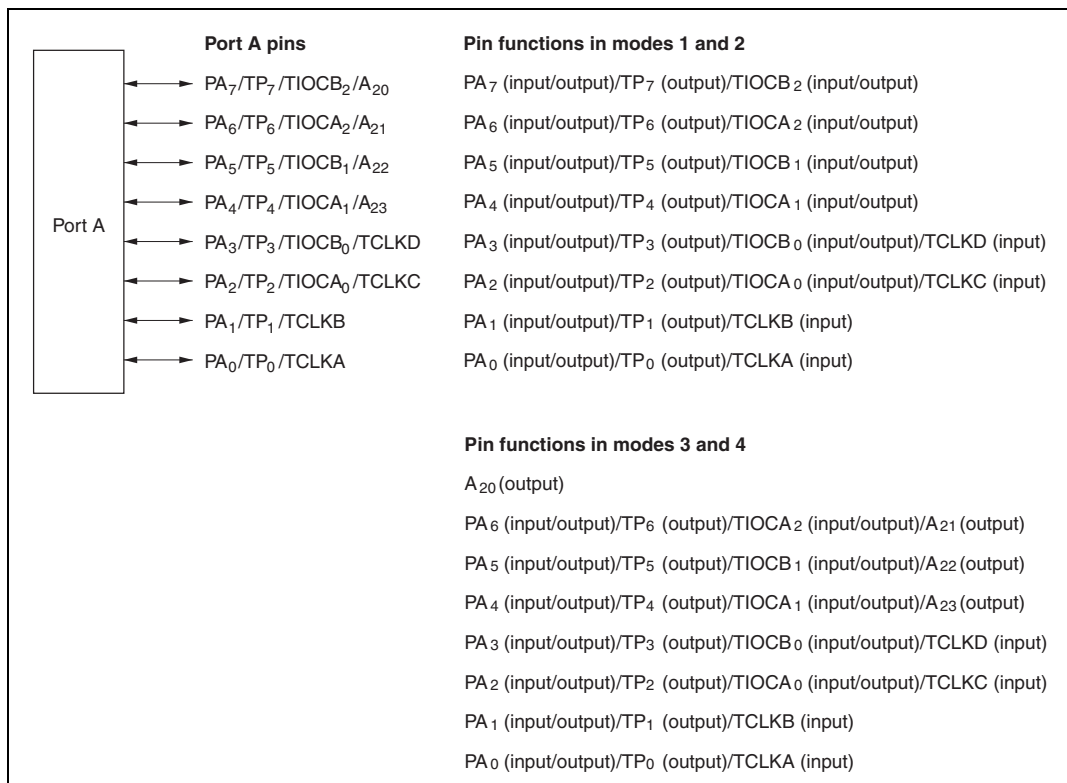 Port A pins Pin functions in modes 1 and 2
PA7/TP7/TIOCB2/A20 PA7 (input/output)/TP7 (output)/TIOCB2 (input/output)
PA6/TP6/TIOCA2/A21 PA6 (input/output)/TP6 (output)/TIOCA2 (input/output)
PA5/TP5/TIOCB1/A22 PA5 (input/output)/TP5 (output)/TIOCB1 (input/output)
PA4/TP4/TIOCA1/A23 PA4 (input/output)/TP4 (output)/TIOCA1 (input/output)
Port A
PA3/TP3/TIOCB0/TCLKD PA3 (input/output)/TP3 (output)/TIOCB0 (input/output)/TCLKD (input)
PA2/TP2/TIOCA0/TCLKC PA2 (input/output)/TP2 (output)/TIOCA0 (input/output)/TCLKC (input)
PA1/TP1/TCLKB PA1 (input/output)/TP1 (output)/TCLKB (input)
PA0/TP0/TCLKA PA0 (input/output)/TP0 (output)/TCLKA (input)
Pin functions in modes 3 and 4
A20 (output)
PA6 (input/output)/TP6 (output)/TIOCA2 (input/output)/A21 (output)
PA5 (input/output)/TP5 (output)/TIOCB1 (input/output)/A22 (output)
PA4 (input/output)/TP4 (output)/TIOCA1 (input/output)/A23 (output)
PA3 (input/output)/TP3 (output)/TIOCB0 (input/output)/TCLKD (input)
PA2 (input/output)/TP2 (output)/TIOCA0 (input/output)/TCLKC (input)
PA1 (input/output)/TP1 (output)/TCLKB (input)
PA0 (input/output)/TP0 (output)/TCLKA (input)